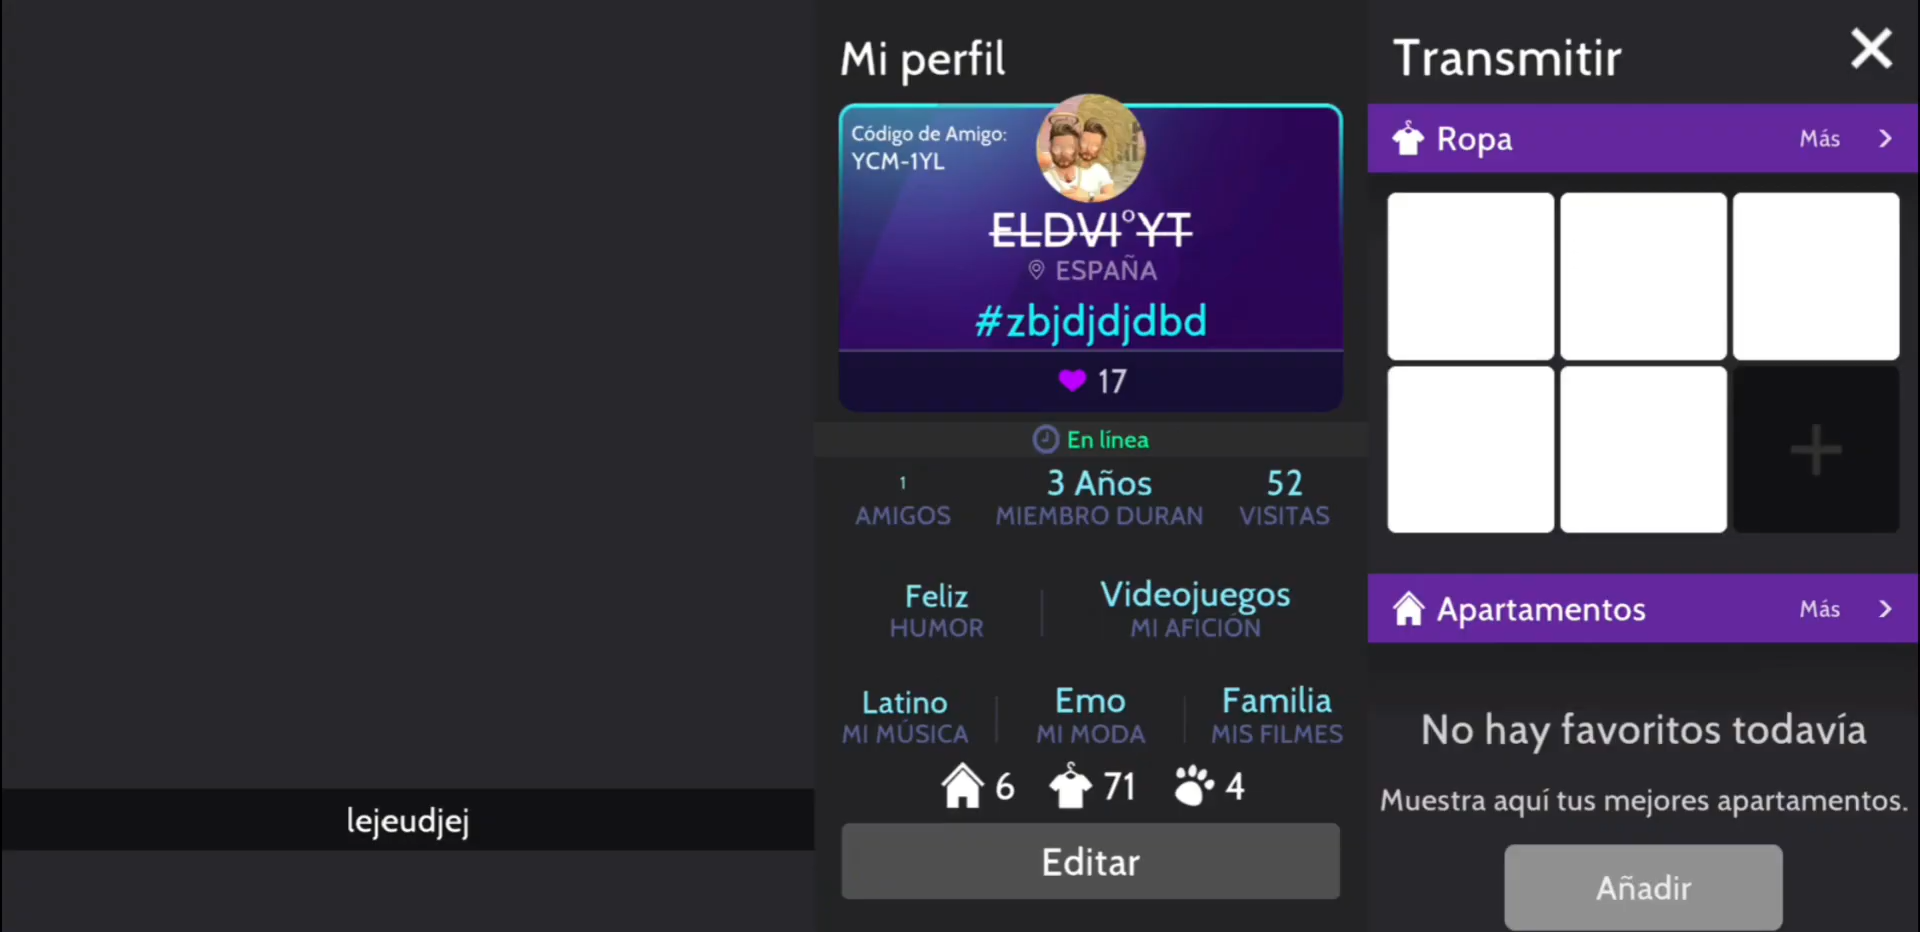 lejeudjej
Mi perfil
Código de Amigo:
YCM-1YL
ELDVI°YT
ESPAÑA
#zbjdjdjdbd
17
En línea
1
AMIGOS
3 Años
MIEMBRO DURAN
52
VISITAS
Feliz
HUMOR
Videojuegos
MI AFICIÓN
Latino
MI MÚSICA
Emo
MI MODA
Familia
MIS FILMES
6
71
4
Editar
Transmitir
Ropa
Más
Apartamentos
Más
No hay favoritos todavía
Muestra aquí tus mejores apartamentos.
Añadir